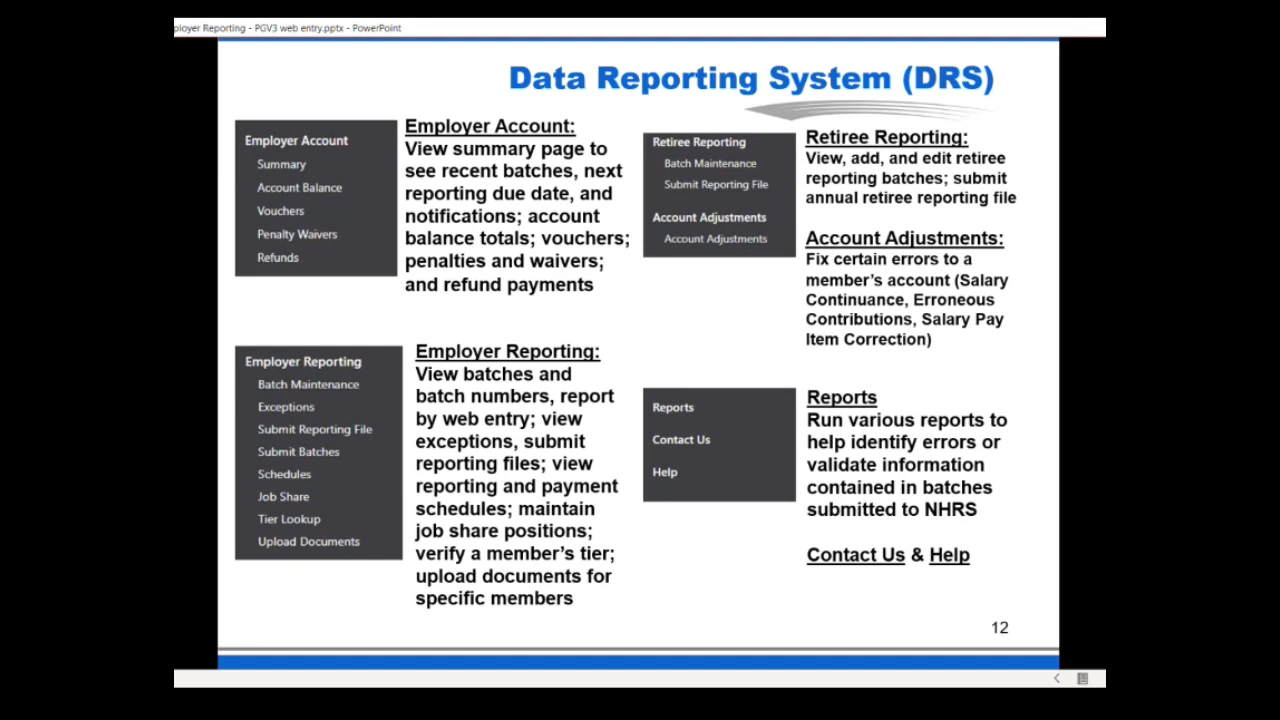 ployer Reporting - PGV3 web entry.pptx - PowerPoint
Data Reporting System (DRS)
Employer Account
Summary
Account Balance
Vouchers
Penalty Waivers
Refunds
Employer Account:
View summary page to
see recent batches, next
reporting due date, and
notifications; account
balance totals; vouchers;
penalties and waivers;
and refund payments
Employer Reporting
Batch Maintenance
Exceptions
Submit Reporting File
Submit Batches
Schedules
Job Share
Tier Lookup
Upload Documents
Employer Reporting:
View batches and
batch numbers, report
by web entry; view
exceptions, submit
reporting files; view
reporting and payment
schedules; maintain
job share positions;
verify a member's tier;
upload documents for
specific members
Retiree Reporting
Batch Maintenance
Submit Reporting File
Account Adjustments
Account Adjustments
Retiree Reporting:
View, add, and edit retiree
reporting batches; submit
annual retiree reporting file
Account Adjustments:
Fix certain errors to a
member's account (Salary
Continuance, Erroneous
Contributions, Salary Pay
Item Correction)
Reports
Contact Us
Help
Reports
Run various reports to
help identify errors or
validate information
contained in batches
submitted to NHRS
Contact Us & Help
12